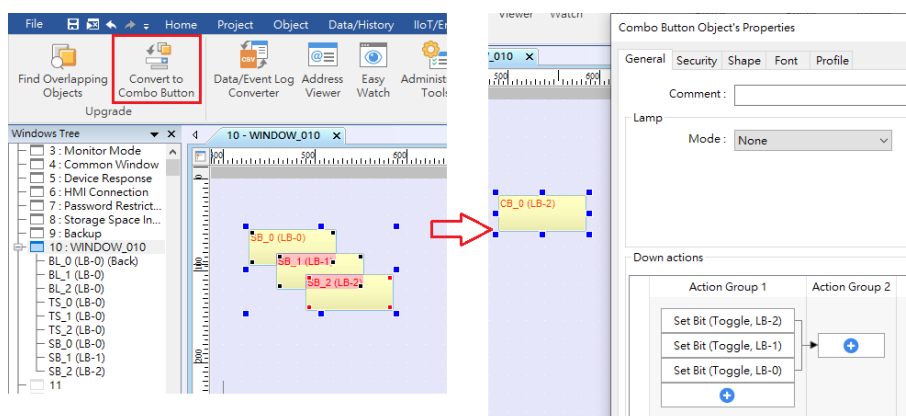 File Home Project Object Data/History IIoT/Er
Find Overlapping Objects
Convert to Combo Button
Data/Event Log Converter
Address Viewer
Easy Watch
Administ
Tools
Upgrade
Windows Tree
3 : Monitor Mode
4 : Common Window
5 : Device Response
6 : HMI Connection
7 : Password Restrict...
8 : Storage Space In...
9 : Backup
10 : WINDOW_010
BL_0 (LB-0) (Back)
BL_1 (LB-0)
BL_2 (LB-0)
TS_0 (LB-0)
TS_1 (LB-0)
TS_2 (LB-0)
SB_0 (LB-0)
SB_1 (LB-1)
SB_2 (LB-2)
11
10 - WINDOW_010
500
600
200
SB_0 (LB-0)
SB_1 (LB-1)
SB_2 (LB-2)
Viewer Watch
_010
500 600
CB_0 (LB-2)
Combo Button Object's Properties
General Security Shape Font Profile
Comment :
Lamp
Mode : None
Down actions
Action Group 1 Action Group 2
Set Bit (Toggle, LB-2)
Set Bit (Toggle, LB-1)
Set Bit (Toggle, LB-0)